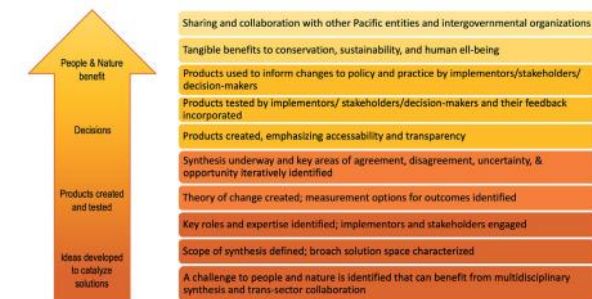 People & Nature
benefit
Decisions
Products created
and tested
Ideas developed
to catalyze
solutions
Sharing and collaboration with other Pacific entities and intergovernmental organizations
Tangible benefits to conservation, sustainability, and human ell-being
Products used to inform changes to policy and practice by implementors/stakeholders/
decision-makers
Products tested by implementors/ stakeholders/decision-makers and their feedback
incorporated
Products created, emphasizing accessability and transparency
Synthesis underway and key areas of agreement, disagreement, uncertainty, &
opportunity iteratively identified
Theory of change created; measurement options for outcomes identified
Key roles and expertise identified; implementors and stakeholders engaged
Scope of synthesis defined; broach solution space characterized
A challenge to people and nature is identified that can benefit from multidisciplinary
synthesis and trans-sector collaboration